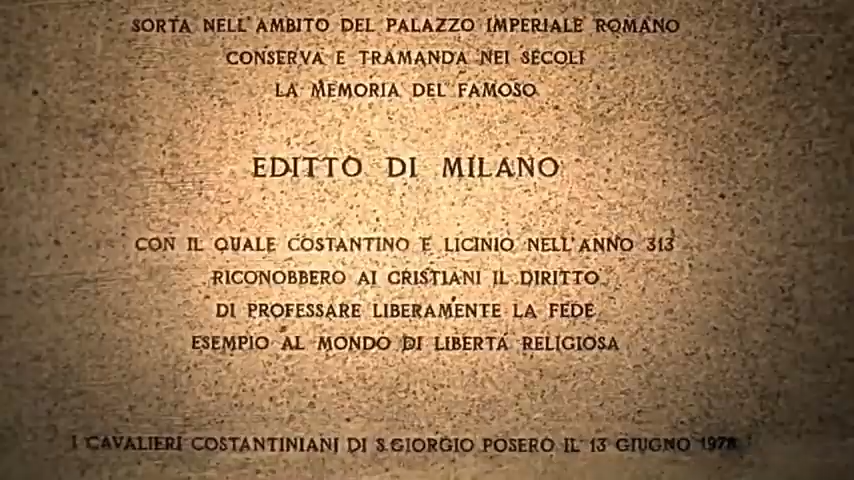 SORTA NELL'AMBITO DEL PALAZZO IMPERIALE ROMANO
CONSERVA E TRAMANDA NEI SECOLI
LA MEMORIA DEL FAMOSO
EDITTO DI MILANO
CON IL QUALE COSTANTINO E LICINIO NELL'ANNO 313
RICONOBBERO AI CRISTIANI IL DIRITTO
DI PROFESSARE LIBERAMENTE LA FEDE
ESEMPIO AL MONDO DI LIBERTÀ RELIGIOSA
I CAVALIERI COSTANTINIANI DI S.GIORGIO POSERO IL 13 GIUGNO